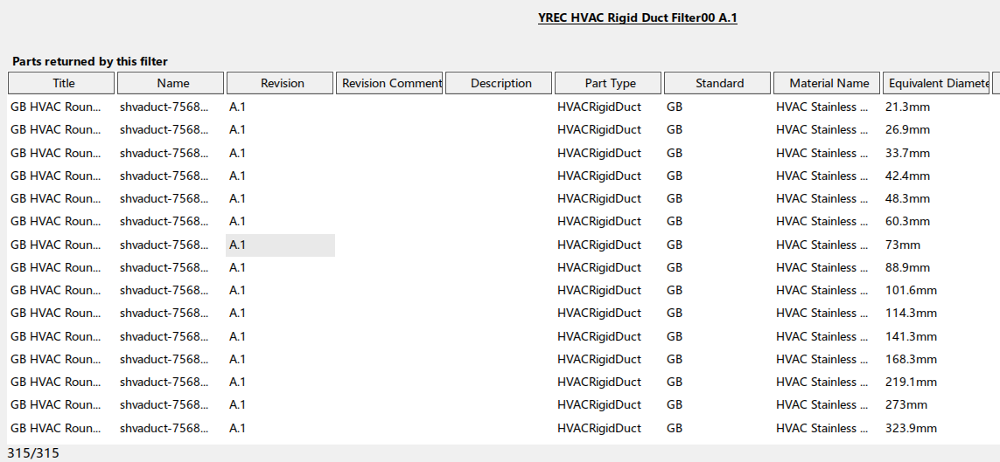 YREC HVAC Rigid Duct Filter00 A.1
Parts returned by this filter
Title Name Revision Revision Comment Description Part Type Standard Material Name Equivalent Diamete
GB HVAC Roun... shvaduct-7568... A.1 HVACRigidDuct GB HVAC Stainless ... 21.3mm
GB HVAC Roun... shvaduct-7568... A.1 HVACRigidDuct GB HVAC Stainless ... 26.9mm
GB HVAC Roun... shvaduct-7568... A.1 HVACRigidDuct GB HVAC Stainless ... 33.7mm
GB HVAC Roun... shvaduct-7568... A.1 HVACRigidDuct GB HVAC Stainless ... 42.4mm
GB HVAC Roun... shvaduct-7568... A.1 HVACRigidDuct GB HVAC Stainless ... 48.3mm
GB HVAC Roun... shvaduct-7568... A.1 HVACRigidDuct GB HVAC Stainless ... 60.3mm
GB HVAC Roun... shvaduct-7568... A.1 HVACRigidDuct GB HVAC Stainless ... 73mm
GB HVAC Roun... shvaduct-7568... A.1 HVACRigidDuct GB HVAC Stainless ... 88.9mm
GB HVAC Roun... shvaduct-7568... A.1 HVACRigidDuct GB HVAC Stainless ... 101.6mm
GB HVAC Roun... shvaduct-7568... A.1 HVACRigidDuct GB HVAC Stainless ... 114.3mm
GB HVAC Roun... shvaduct-7568... A.1 HVACRigidDuct GB HVAC Stainless ... 141.3mm
GB HVAC Roun... shvaduct-7568... A.1 HVACRigidDuct GB HVAC Stainless ... 168.3mm
GB HVAC Roun... shvaduct-7568... A.1 HVACRigidDuct GB HVAC Stainless ... 219.1mm
GB HVAC Roun... shvaduct-7568... A.1 HVACRigidDuct GB HVAC Stainless ... 273mm
GB HVAC Roun... shvaduct-7568... A.1 HVACRigidDuct GB HVAC Stainless ... 323.9mm
315/315